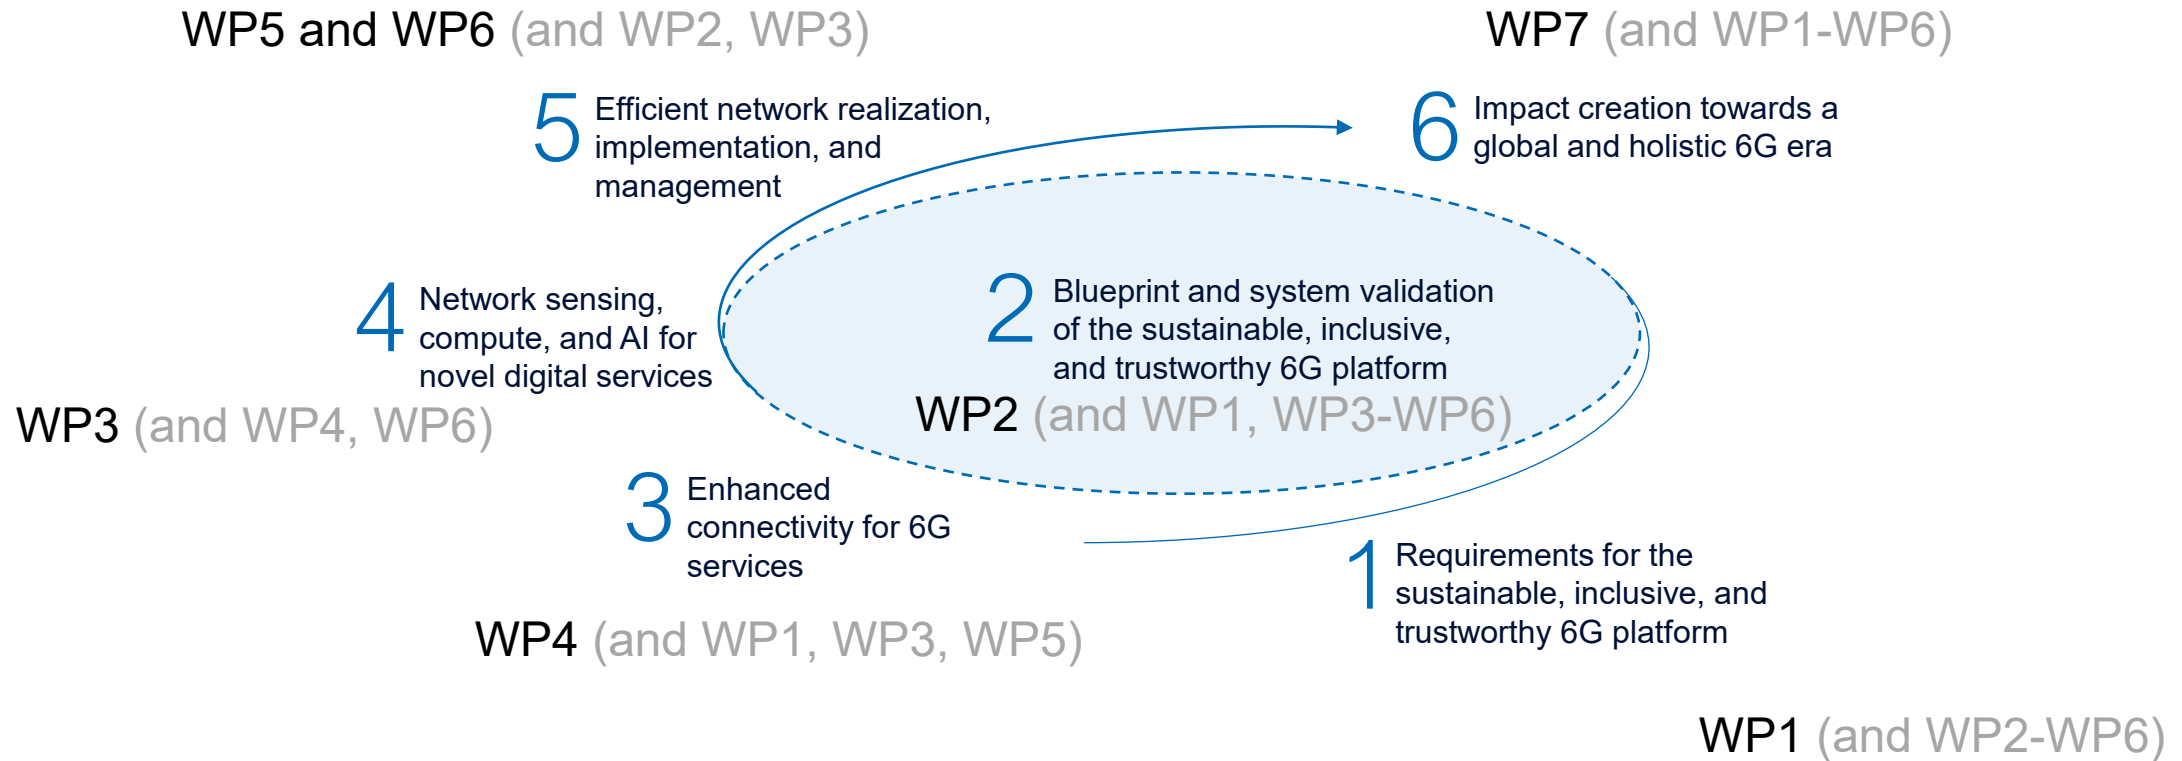 WP5 and WP6 (and WP2, WP3)
WP7 (and WP1-WP6)
5
Efficient network realization,
implementation, and
management
6
Impact creation towards a
global and holistic 6G era
4
Network sensing,
compute, and AI for
novel digital services
2
Blueprint and system validation
of the sustainable, inclusive,
and trustworthy 6G platform
WP3 (and WP4, WP6)
WP2 (and WP1, WP3-WP6)
3
Enhanced
connectivity for 6G
services
1
Requirements for the
sustainable, inclusive, and
trustworthy 6G platform
WP4 (and WP1, WP3, WP5)
WP1 (and WP2-WP6)